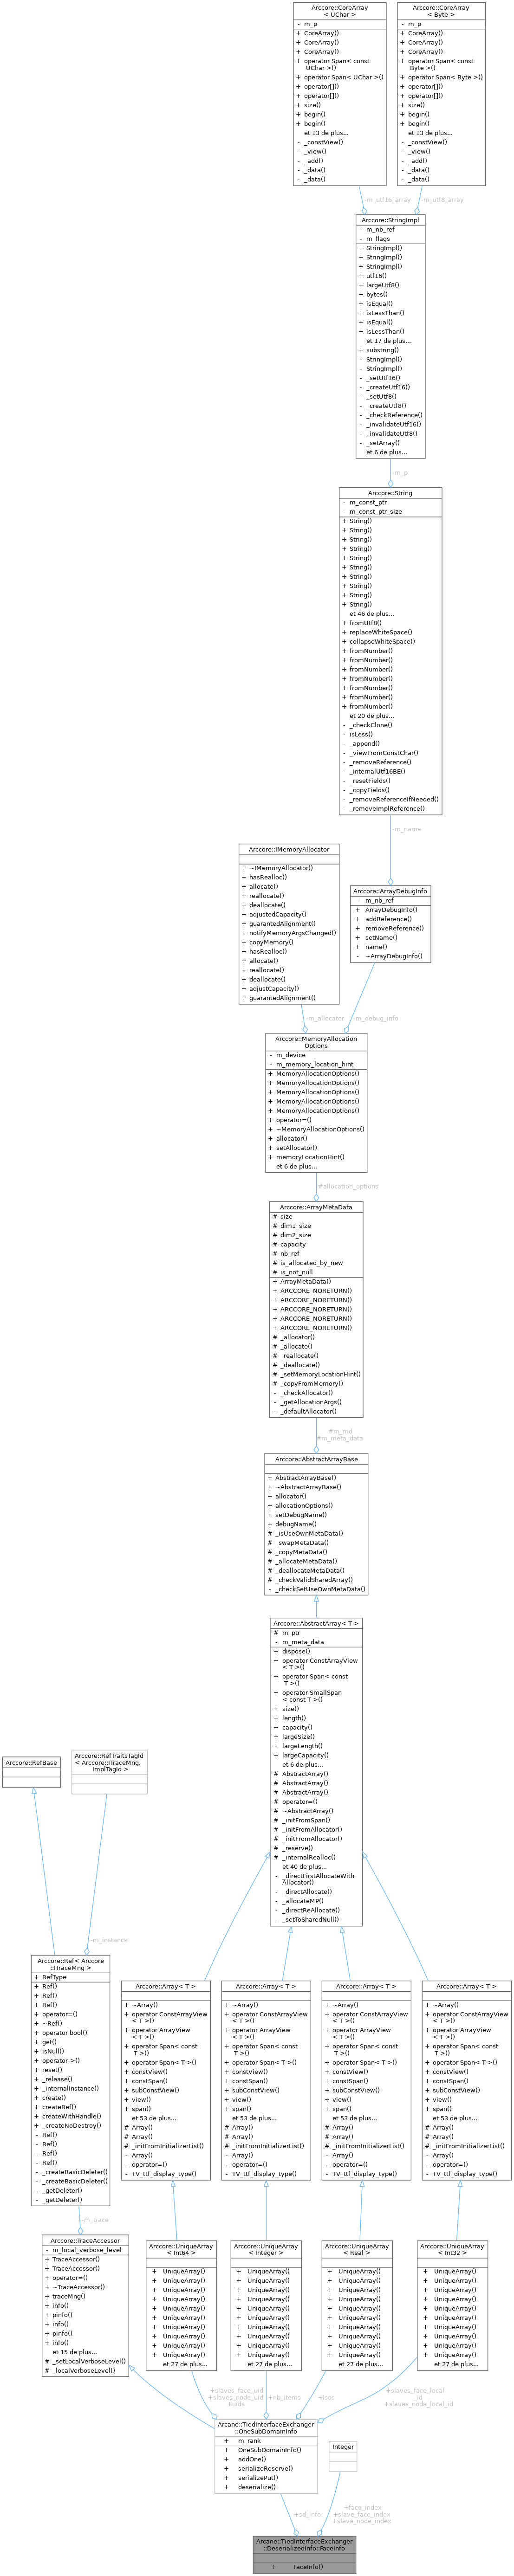 Arccore::CoreArray
< UChar >
- m_p
+ CoreArray()
+ CoreArray()
+ CoreArray()
+ operator Span< const
UChar >()
+ operator Span< UChar >()
+ operator[]()
+ operator[]()
+ size()
+ begin()
+ begin()
et 13 de plus...
- _constView()
- _view()
- _add()
- _data()
- _data()
Arccore::CoreArray
< Byte >
- m_p
+ CoreArray()
+ CoreArray()
+ CoreArray()
+ operator Span< const
Byte >()
+ operator Span< Byte >()
+ operator[]()
+ operator[]()
+ size()
+ begin()
+ begin()
et 13 de plus...
- _constView()
- _view()
- _add()
- _data()
- _data()
-m_utf16_array
-m_utf8_array
Arccore::StringImpl
- m_nb_ref
- m_flags
+ StringImpl()
+ StringImpl()
+ StringImpl()
+ utf16()
+ largeUtf8()
+ bytes()
+ isEqual()
+ isLessThan()
+ isEqual()
+ isLessThan()
et 17 de plus...
+ substring()
- StringImpl()
- StringImpl()
- _setUtf16()
- _createUtf16()
- _setUtf8()
- _createUtf8()
- _checkReference()
- _invalidateUtf16()
- _invalidateUtf8()
- _setArray()
et 6 de plus...
-m_p
Arccore::String
- m_const_ptr
- m_const_ptr_size
+ String()
+ String()
+ String()
+ String()
+ String()
+ String()
+ String()
+ String()
+ String()
+ String()
et 46 de plus...
+ fromUtf8()
+ replaceWhiteSpace()
+ collapseWhiteSpace()
+ fromNumber()
+ fromNumber()
+ fromNumber()
+ fromNumber()
+ fromNumber()
+ fromNumber()
+ fromNumber()
et 20 de plus...
- _checkClone()
- isLess()
- _append()
- _viewFromConstChar()
- _removeReference()
- _internalUtf16BE()
- _resetFields()
- _copyFields()
- _removeReferenceIfNeeded()
- _removeImplReference()
-m_name
Arccore::IMemoryAllocator
+ ~IMemoryAllocator()
+ hasRealloc()
+ allocate()
+ reallocate()
+ deallocate()
+ adjustedCapacity()
+ guarantedAlignment()
+ notifyMemoryArgsChanged()
+ copyMemory()
+ hasRealloc()
+ allocate()
+ reallocate()
+ deallocate()
+ adjustCapacity()
+ guarantedAlignment()
Arccore::ArrayDebugInfo
- m_nb_ref
+ ArrayDebugInfo()
+ addReference()
+ removeReference()
+ setName()
+ name()
- ~ArrayDebugInfo()
-m_allocator
-m_debug_info
Arccore::MemoryAllocation
Options
- m_device
- m_memory_location_hint
+ MemoryAllocationOptions()
+ MemoryAllocationOptions()
+ MemoryAllocationOptions()
+ MemoryAllocationOptions()
+ MemoryAllocationOptions()
+ operator=()
+ ~MemoryAllocationOptions()
+ allocator()
+ setAllocator()
+ memoryLocationHint()
et 6 de plus...
#allocation_options
Arccore::ArrayMetaData
# size
# dim1_size
# dim2_size
# capacity
# nb_ref
# is_allocated_by_new
# is_not_null
+ ArrayMetaData()
+ ARCCORE_NORETURN()
+ ARCCORE_NORETURN()
+ ARCCORE_NORETURN()
+ ARCCORE_NORETURN()
+ ARCCORE_NORETURN()
# _allocator()
# _allocate()
# _reallocate()
# _deallocate()
# _setMemoryLocationHint()
# _copyFromMemory()
- _checkAllocator()
- _getAllocationArgs()
- _defaultAllocator()
#m_md
#m_meta_data
Arccore::AbstractArrayBase
+ AbstractArrayBase()
+ ~AbstractArrayBase()
+ allocator()
+ allocationOptions()
+ setDebugName()
+ debugName()
# _isUseOwnMetaData()
# _swapMetaData()
# _copyMetaData()
# _allocateMetaData()
# _deallocateMetaData()
# _checkValidSharedArray()
- _checkSetUseOwnMetaData()
Arccore::AbstractArray< T >
# m_ptr
- m_meta_data
+ dispose()
+ operator ConstArrayView
< T >()
+ operator Span< const
T >()
+ operator SmallSpan
< const T >()
+ size()
+ length()
+ capacity()
+ largeSize()
+ largeLength()
+ largeCapacity()
et 6 de plus...
# AbstractArray()
# AbstractArray()
# AbstractArray()
# operator=()
# ~AbstractArray()
# _initFromSpan()
# _initFromAllocator()
# _initFromAllocator()
# _reserve()
# _internalRealloc()
et 40 de plus...
- _directFirstAllocateWith
Allocator()
- _directAllocate()
- _allocateMP()
- _directReAllocate()
- _setToSharedNull()
Arccore::RefBase
Arccore::RefTraitsTagId
< Arccore::ITraceMng,
ImplTagId >
-m_instance
Arccore::Ref< Arccore
::ITraceMng >
+ RefType
+ Ref()
+ Ref()
+ Ref()
+ operator=()
+ ~Ref()
+ operator bool()
+ get()
+ isNull()
+ operator->()
+ reset()
+ _release()
+ _internalInstance()
+ create()
+ createRef()
+ createWithHandle()
+ _createNoDestroy()
- Ref()
- Ref()
- Ref()
- Ref()
- _createBasicDeleter()
- _createBasicDeleter()
- _getDeleter()
- _getDeleter()
Arccore::Array< T >
+ ~Array()
+ operator ConstArrayView
< T >()
+ operator ArrayView
< T >()
+ operator Span< const
T >()
+ operator Span< T >()
+ constView()
+ constSpan()
+ subConstView()
+ view()
+ span()
et 53 de plus...
# Array()
# Array()
# _initFromInitializerList()
- Array()
- operator=()
- TV_ttf_display_type()
Arccore::Array< T >
+ ~Array()
+ operator ConstArrayView
< T >()
+ operator ArrayView
< T >()
+ operator Span< const
T >()
+ operator Span< T >()
+ constView()
+ constSpan()
+ subConstView()
+ view()
+ span()
et 53 de plus...
# Array()
# Array()
# _initFromInitializerList()
- Array()
- operator=()
- TV_ttf_display_type()
Arccore::Array< T >
+ ~Array()
+ operator ConstArrayView
< T >()
+ operator ArrayView
< T >()
+ operator Span< const
T >()
+ operator Span< T >()
+ constView()
+ constSpan()
+ subConstView()
+ view()
+ span()
et 53 de plus...
# Array()
# Array()
# _initFromInitializerList()
- Array()
- operator=()
- TV_ttf_display_type()
Arccore::Array< T >
+ ~Array()
+ operator ConstArrayView
< T >()
+ operator ArrayView
< T >()
+ operator Span< const
T >()
+ operator Span< T >()
+ constView()
+ constSpan()
+ subConstView()
+ view()
+ span()
et 53 de plus...
# Array()
# Array()
# _initFromInitializerList()
- Array()
- operator=()
- TV_ttf_display_type()
-m_trace
Arccore::TraceAccessor
- m_local_verbose_level
+ TraceAccessor()
+ TraceAccessor()
+ operator=()
+ ~TraceAccessor()
+ traceMng()
+ info()
+ pinfo()
+ info()
+ pinfo()
+ info()
et 15 de plus...
# _setLocalVerboseLevel()
# _localVerboseLevel()
Arccore::UniqueArray
< Int64 >
+ UniqueArray()
+ UniqueArray()
+ UniqueArray()
+ UniqueArray()
+ UniqueArray()
+ UniqueArray()
+ UniqueArray()
+ UniqueArray()
+ UniqueArray()
+ UniqueArray()
et 27 de plus...
Arccore::UniqueArray
< Integer >
+ UniqueArray()
+ UniqueArray()
+ UniqueArray()
+ UniqueArray()
+ UniqueArray()
+ UniqueArray()
+ UniqueArray()
+ UniqueArray()
+ UniqueArray()
+ UniqueArray()
et 27 de plus...
Arccore::UniqueArray
< Real >
+ UniqueArray()
+ UniqueArray()
+ UniqueArray()
+ UniqueArray()
+ UniqueArray()
+ UniqueArray()
+ UniqueArray()
+ UniqueArray()
+ UniqueArray()
+ UniqueArray()
et 27 de plus...
Arccore::UniqueArray
< Int32 >
+ UniqueArray()
+ UniqueArray()
+ UniqueArray()
+ UniqueArray()
+ UniqueArray()
+ UniqueArray()
+ UniqueArray()
+ UniqueArray()
+ UniqueArray()
+ UniqueArray()
et 27 de plus...
+slaves_face_uid
+slaves_node_uid
+uids
+nb_items
+isos
+slaves_face_local
_id
+slaves_node_local_id
Arcane::TiedInterfaceExchanger
::OneSubDomainInfo
+ m_rank
+ OneSubDomainInfo()
+ addOne()
+ serializeReserve()
+ serializePut()
+ deserialize()
Integer
+sd_info
+face_index
+slave_face_index
+slave_node_index
Arcane::TiedInterfaceExchanger
::DeserializedInfo::FaceInfo
+ FaceInfo()